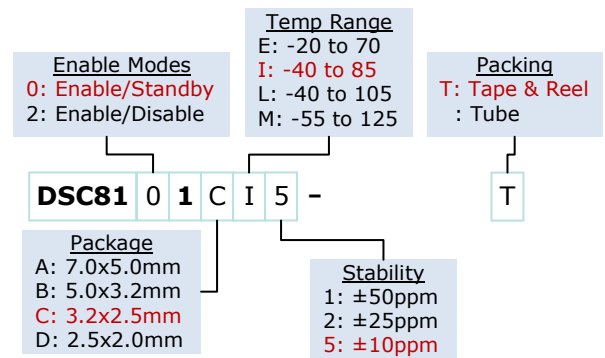 Temp Range
E: -20 to 70
I: -40 to 85
L: -40 to 105
M: -55 to 125
Enable Modes
0: Enable/Standby
2: Enable/Disable
Packing
T: Tape & Reel
: Tube
DSC81 0 1 C I 5 - T
Package
A: 7.0x5.0mm
B: 5.0x3.2mm
C: 3.2x2.5mm
D: 2.5x2.0mm
Stability
1: ±50ppm
2: ±25ppm
5: ±10ppm